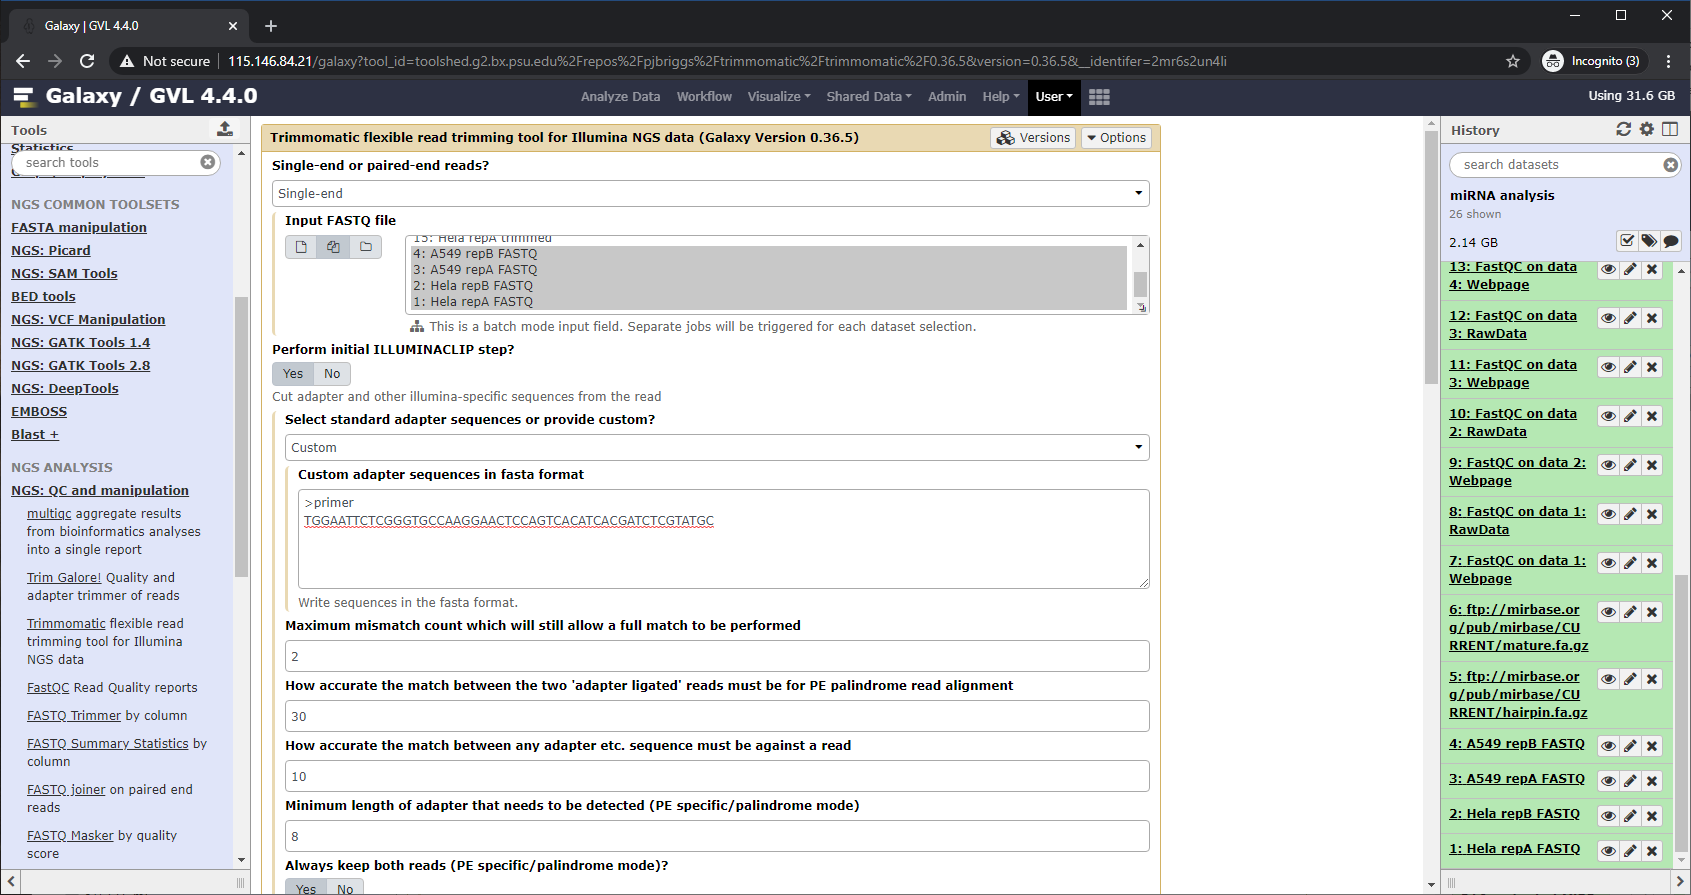 Galaxy | GVL 4.4.0
Not secure
115.146.84.21/galaxy?tool_id=toolshed.g2.bx.psu.edu%2Frepos%2Fpjbriggs%2Ftrimmomatic%2Ftrimmomatic%2F0.36.5&version=0.36.5&__identifer=2mr6s2un4li
Incognito (3)
Galaxy / GVL 4.4.0
Analyze Data
Workflow
Visualize
Shared Data
Admin
Help
User
Using 31.6 GB
Tools
Statistics
search tools
NGS COMMON TOOLSETS
FASTA manipulation
NGS: Picard
NGS: SAM Tools
BED tools
NGS: VCF Manipulation
NGS: GATK Tools 1.4
NGS: GATK Tools 2.8
NGS: DeepTools
EMBOSS
Blast +
NGS ANALYSIS
NGS: QC and manipulation
multiqc aggregate results
from bioinformatics analyses
into a single report
Trim Galore! Quality and
adapter trimmer of reads
Trimmomatic flexible read
trimming tool for Illumina
NGS data
FastQC Read Quality reports
FASTQ Trimmer by column
FASTQ Summary Statistics by
column
FASTQ joiner on paired end
reads
FASTQ Masker by quality
score
Trimmomatic flexible read trimming tool for Illumina NGS data (Galaxy Version 0.36.5)
Versions
Options
Single-end or paired-end reads?
Single-end
Input FASTQ file
15: Hela repA trimmed
4: A549 repB FASTQ
3: A549 repA FASTQ
2: Hela repB FASTQ
1: Hela repA FASTQ
This is a batch mode input field. Separate jobs will be triggered for each dataset selection.
Perform initial ILLUMINACLIP step?
Yes No
Cut adapter and other illumina-specific sequences from the read
Select standard adapter sequences or provide custom?
Custom
Custom adapter sequences in fasta format
>primer
TGGAATTCTCGGGTGCCAAGGAACTCCAGTCACATCACGATCTCGTATGC
Write sequences in the fasta format.
Maximum mismatch count which will still allow a full match to be performed
2
How accurate the match between the two 'adapter ligated' reads must be for PE palindrome read alignment
30
How accurate the match between any adapter etc. sequence must be against a read
10
Minimum length of adapter that needs to be detected (PE specific/palindrome mode)
8
Always keep both reads (PE specific/palindrome mode)?
Yes No
History
search datasets
miRNA analysis
26 shown
2.14 GB
13: FastQC on data
4: Webpage
12: FastQC on data
3: RawData
11: FastQC on data
3: Webpage
10: FastQC on data
2: RawData
9: FastQC on data 2:
Webpage
8: FastQC on data 1:
RawData
7: FastQC on data 1:
Webpage
6: ftp://mirbase.or
g/pub/mirbase/CU
RRENT/mature.fa.gz
5: ftp://mirbase.or
g/pub/mirbase/CU
RRENT/hairpin.fa.gz
4: A549 repB FASTQ
3: A549 repA FASTQ
2: Hela repB FASTQ
1: Hela repA FASTQ